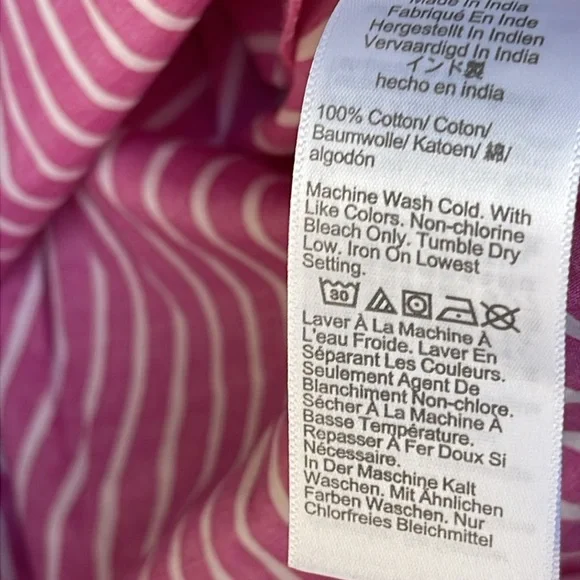 Made In India
Fabriqué En Inde
Hergestellt In Indien
Vervaardigd In India
インド製
hecho en india
100% Cotton/ Coton/
Baumwolle/ Katoen/ 綿/
algodón
Machine Wash Cold. With
Like Colors. Non-chlorine
Bleach Only. Tumble Dry
Low. Iron On Lowest
Setting.
30
Laver À La Machine À
L'eau Froide. Laver En
Séparant Les Couleurs.
Seulement Agent De
Blanchiment Non-chlore.
Sécher À La Machine À
Basse Température.
Repasser À Fer Doux Si
Nécessaire.
In Der Maschine Kalt
Waschen. Mit Ähnlichen
Farben Waschen. Nur
Chlorfreies Bleichmittel